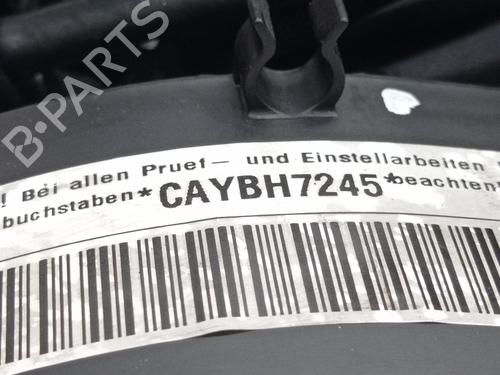 B-PARTS
! Bei allen Pruef- und Einstellarbeiten
buchstaben*CAYBH7245*beachten